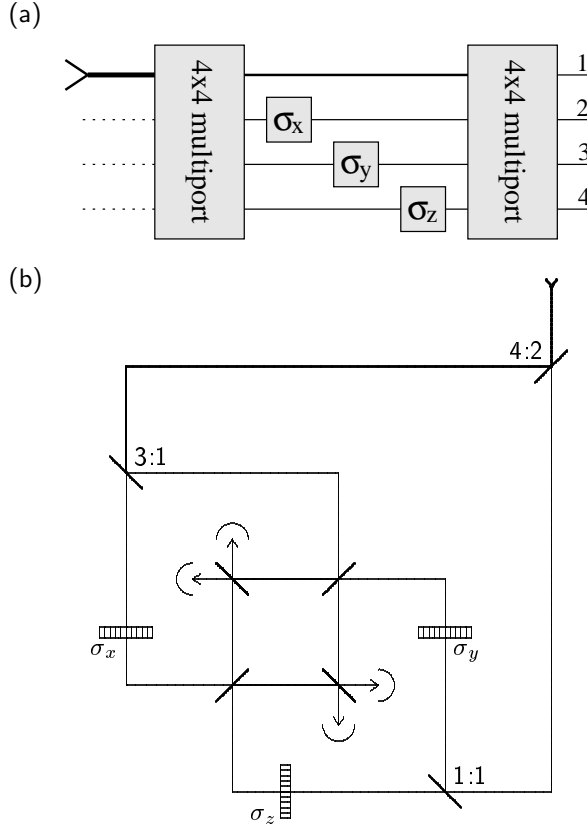 (a)
4x4 multiport
4x4 multiport
1
σx
2
σy
3
σz
4
(b)
4:2
3:1
σx
σy
1:1
σz